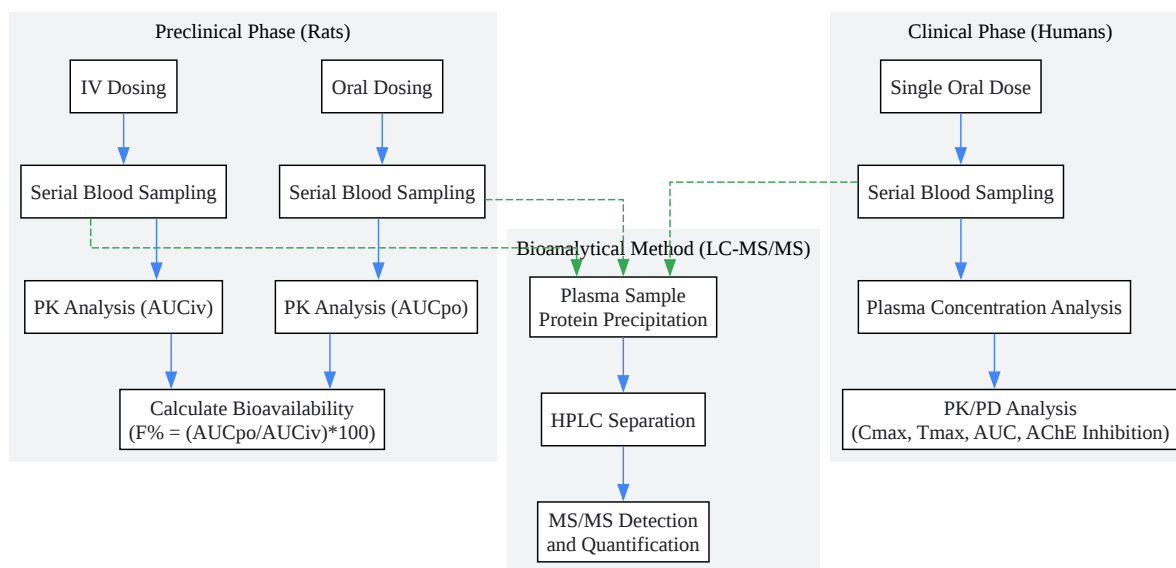 Preclinical Phase (Rats)
IV Dosing
Oral Dosing
Serial Blood Sampling
Serial Blood Sampling
PK Analysis (AUCiv)
PK Analysis (AUCpo)
Calculate Bioavailability
(F% = (AUCpo/AUCiv)*100)
Bioanalytical Method (LC-MS/MS)
Plasma Sample
Protein Precipitation
HPLC Separation
MS/MS Detection
and Quantification
Clinical Phase (Humans)
Single Oral Dose
Serial Blood Sampling
Plasma Concentration Analysis
PK/PD Analysis
(Cmax, Tmax, AUC, AChE Inhibition)